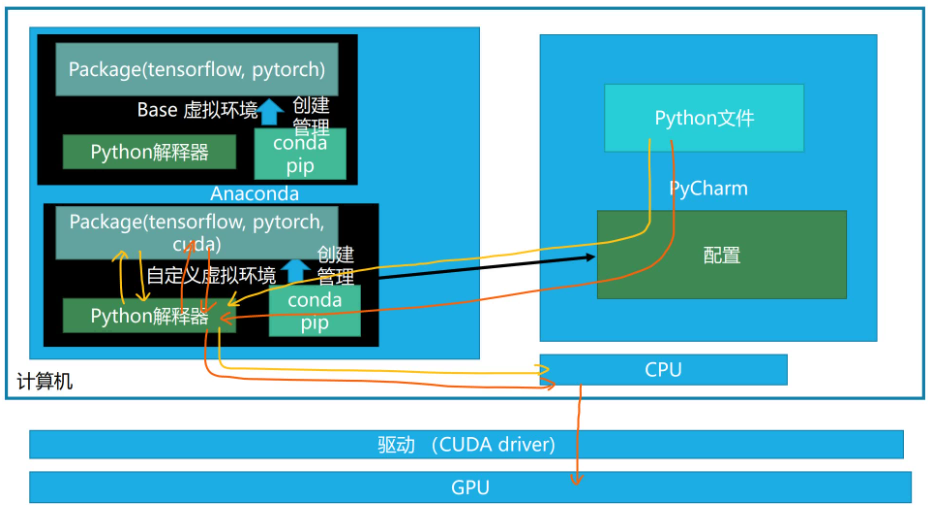 Package(tensorflow, pytorch)
Base 虚拟环境
创建
管理
Python解释器
conda
pip
Anaconda
Package(tensorflow, pytorch,
cuda)
自定义虚拟环境
创建
管理
Python解释器
conda
pip
计算机
Python文件
PyCharm
配置
CPU
驱动 （CUDA driver)
GPU